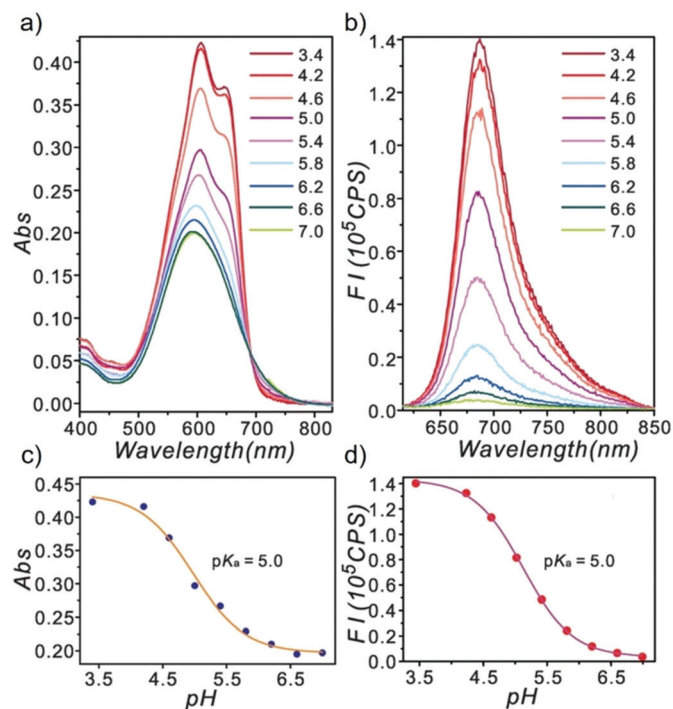 a)
0.40
0.35
0.30
0.25
0.20
0.15
0.10
0.05
0.00
Abs
400 500 600 700 800
Wavelength(nm)
3.4
4.2
4.6
5.0
5.4
5.8
6.2
6.6
7.0
b)
1.4
1.2
1.0
0.8
0.6
0.4
0.2
0.0
F I (10⁵CPS)
650 700 750 800 850
Wavelength(nm)
3.4
4.2
4.6
5.0
5.4
5.8
6.2
6.6
7.0
c)
0.45
0.40
0.35
0.30
0.25
0.20
Abs
pKa = 5.0
3.5 4.5 5.5 6.5
pH
d)
1.4
1.2
1.0
0.8
0.6
0.4
0.2
0.0
F I (10⁵CPS)
pKa = 5.0
3.5 4.5 5.5 6.5
pH